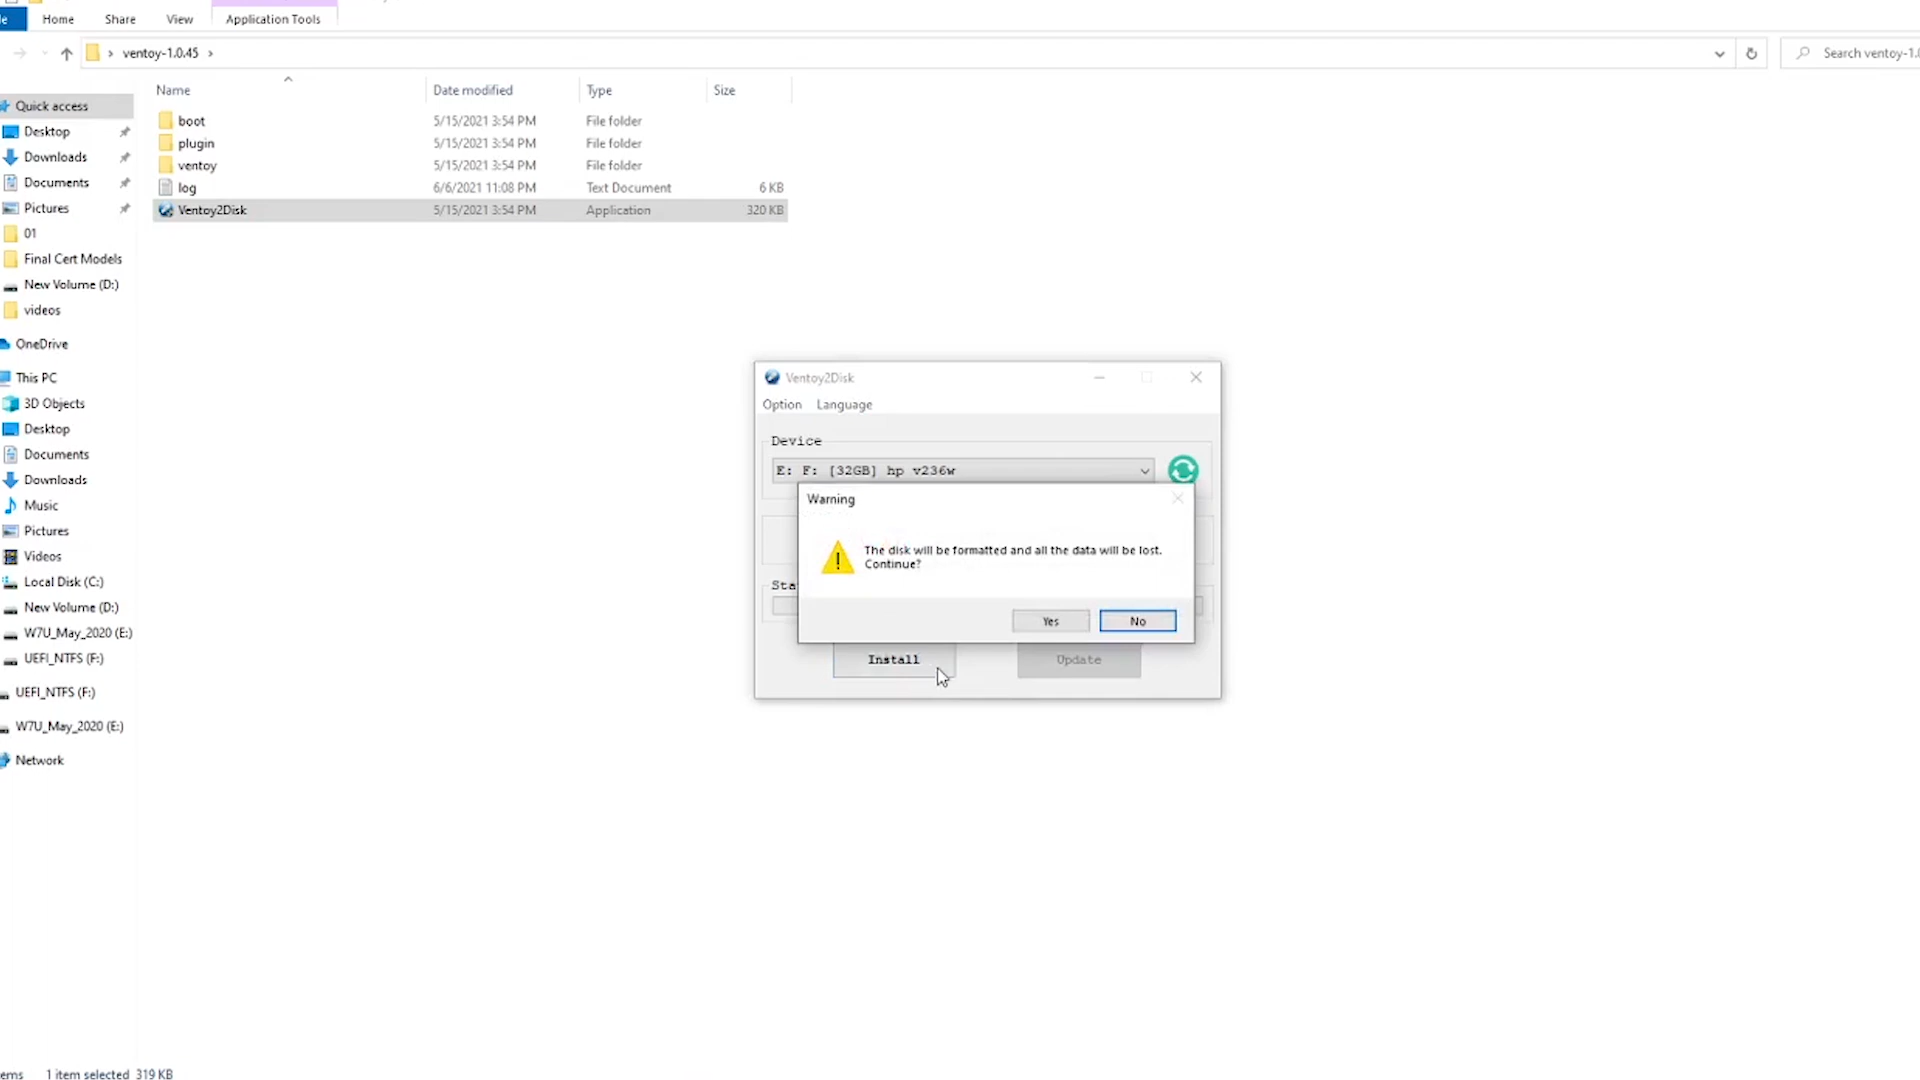 Home Share View Application Tools
ventoy-1.0.45
Search ventoy-1.0
Name Date modified Type Size
boot 5/15/2021 3:54 PM File folder
plugin 5/15/2021 3:54 PM File folder
ventoy 5/15/2021 3:54 PM File folder
log 6/6/2021 11:08 PM Text Document 6 KB
Ventoy2Disk 5/15/2021 3:54 PM Application 320 KB
Quick access
Desktop
Downloads
Documents
Pictures
01
Final Cert Models
New Volume (D:)
videos
OneDrive
This PC
3D Objects
Desktop
Documents
Downloads
Music
Pictures
Videos
Local Disk (C:)
New Volume (D:)
W7U_May_2020 (E:)
UEFI_NTFS (F:)
UEFI_NTFS (F:)
W7U_May_2020 (E:)
Network
Ventoy2Disk
Option Language
Device
E: F: [32GB] hp v236w
Warning
The disk will be formatted and all the data will be lost.
Continue?
Sta
Yes No
Install Update
ems 1 item selected 319 KB